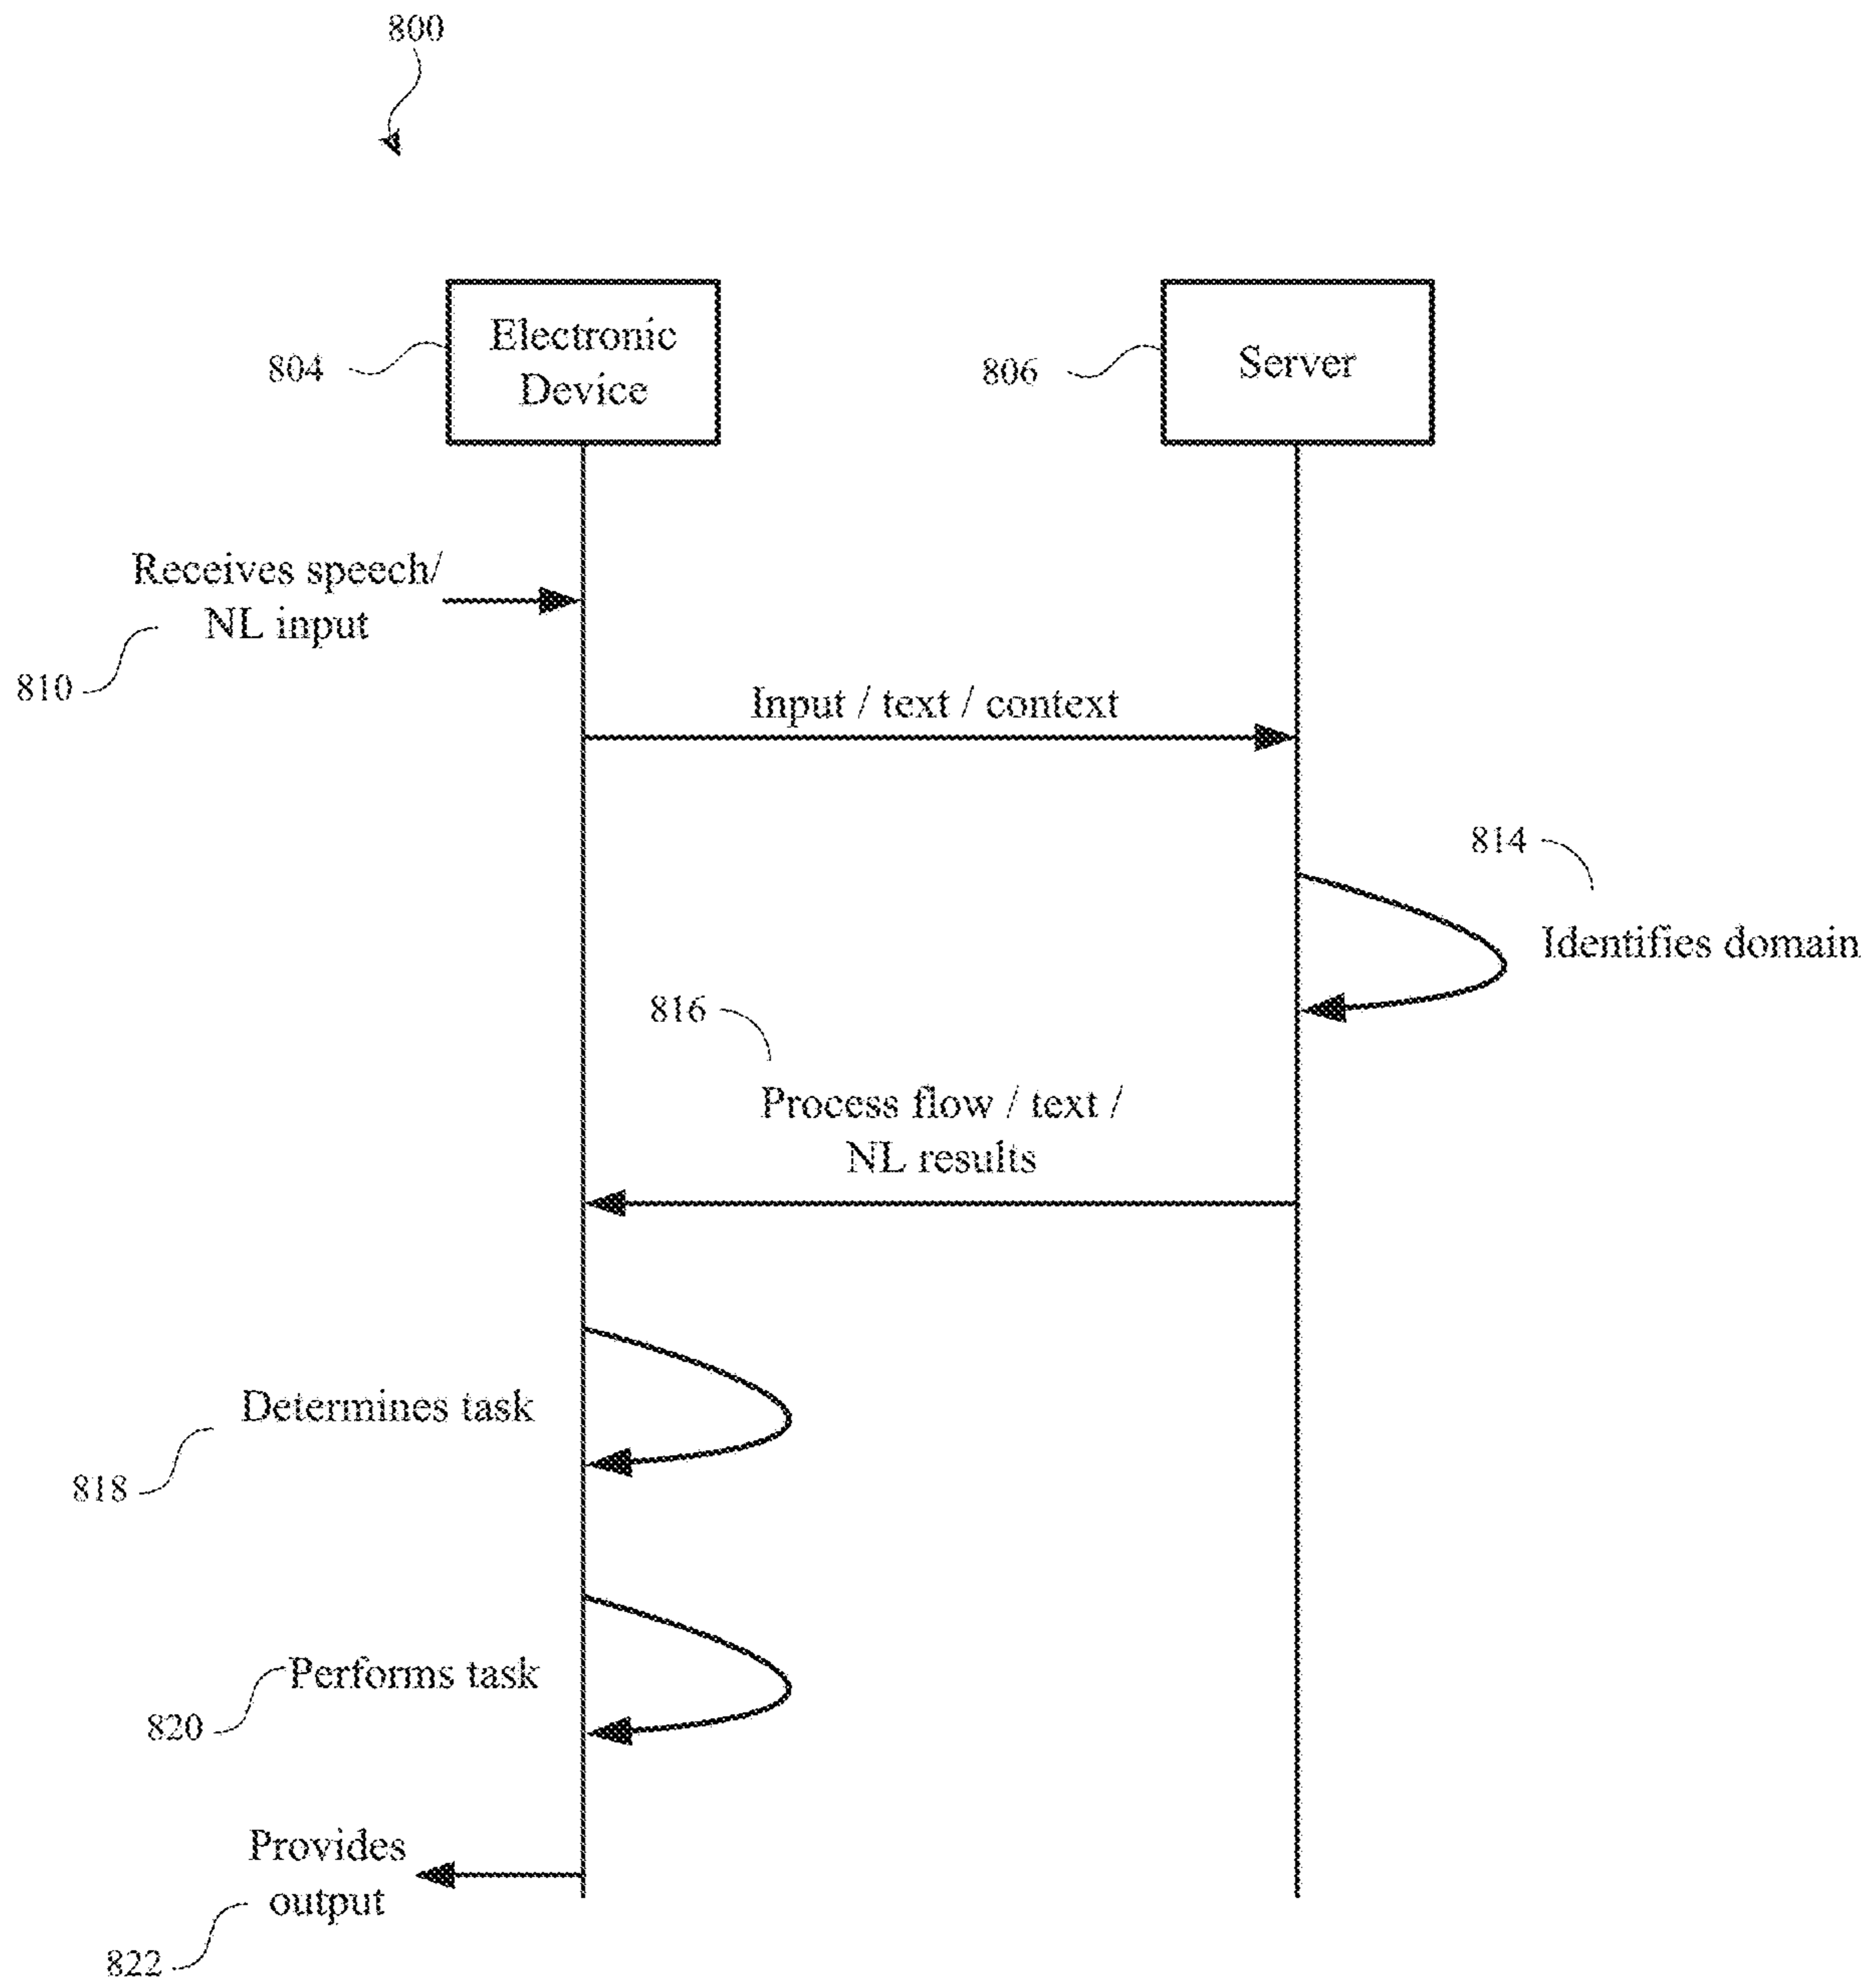 800
Electronic
Device
804
Server
806
Receives speech/
NL input
810
Input / text / context
814
Identifies domain
816
Process flow / text /
NL results
Determines task
818
Performs task
820
Provides
output
822